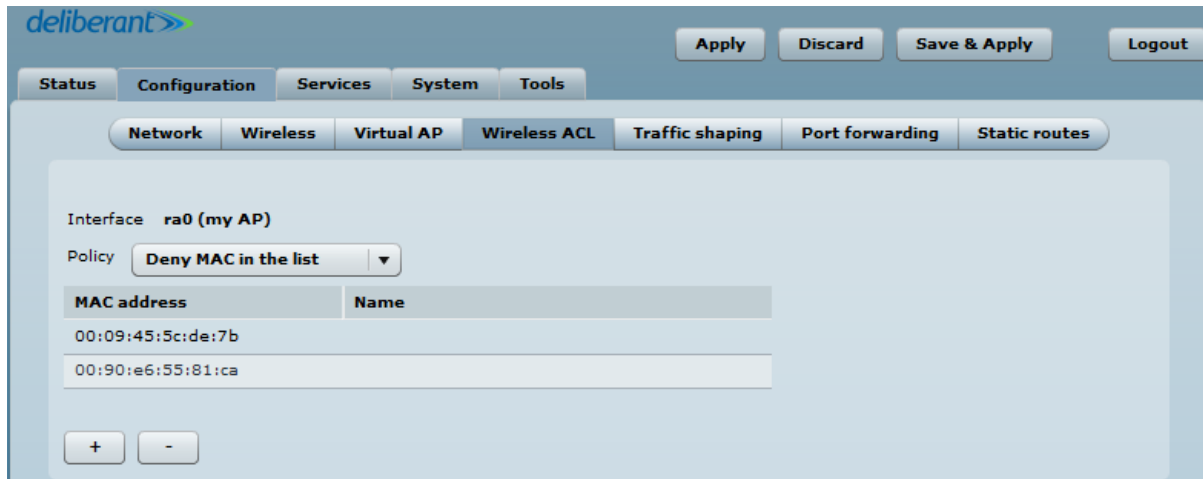 deliberant
Apply Discard Save & Apply Logout
Status Configuration Services System Tools
Network Wireless Virtual AP Wireless ACL Traffic shaping Port forwarding Static routes
Interface ra0 (my AP)
Policy Deny MAC in the list
MAC address Name
00:09:45:5c:de:7b
00:90:e6:55:81:ca
+ -